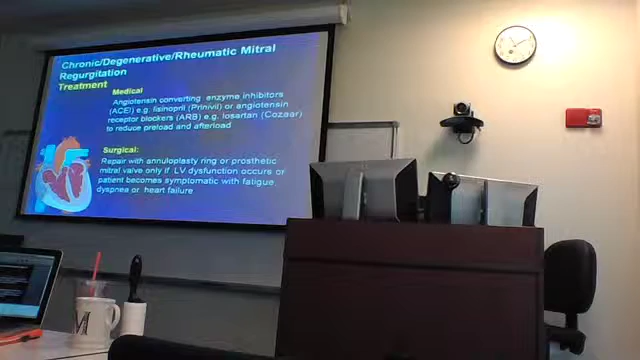 Chronic/Degenerative/Rheumatic Mitral
Regurgitation
Treatment
Medical
Angiotensin converting enzyme inhibitors
(ACEI) e.g. lisinopril (Prinivil) or angiotensin
receptor blockers (ARB) e.g. losartan (Cozaar)
to reduce preload and afterload
Surgical:
Repair with annuloplasty ring or prosthetic
mitral valve only if LV dysfunction occurs or
patient becomes symptomatic with fatigue,
dyspnea or heart failure
M